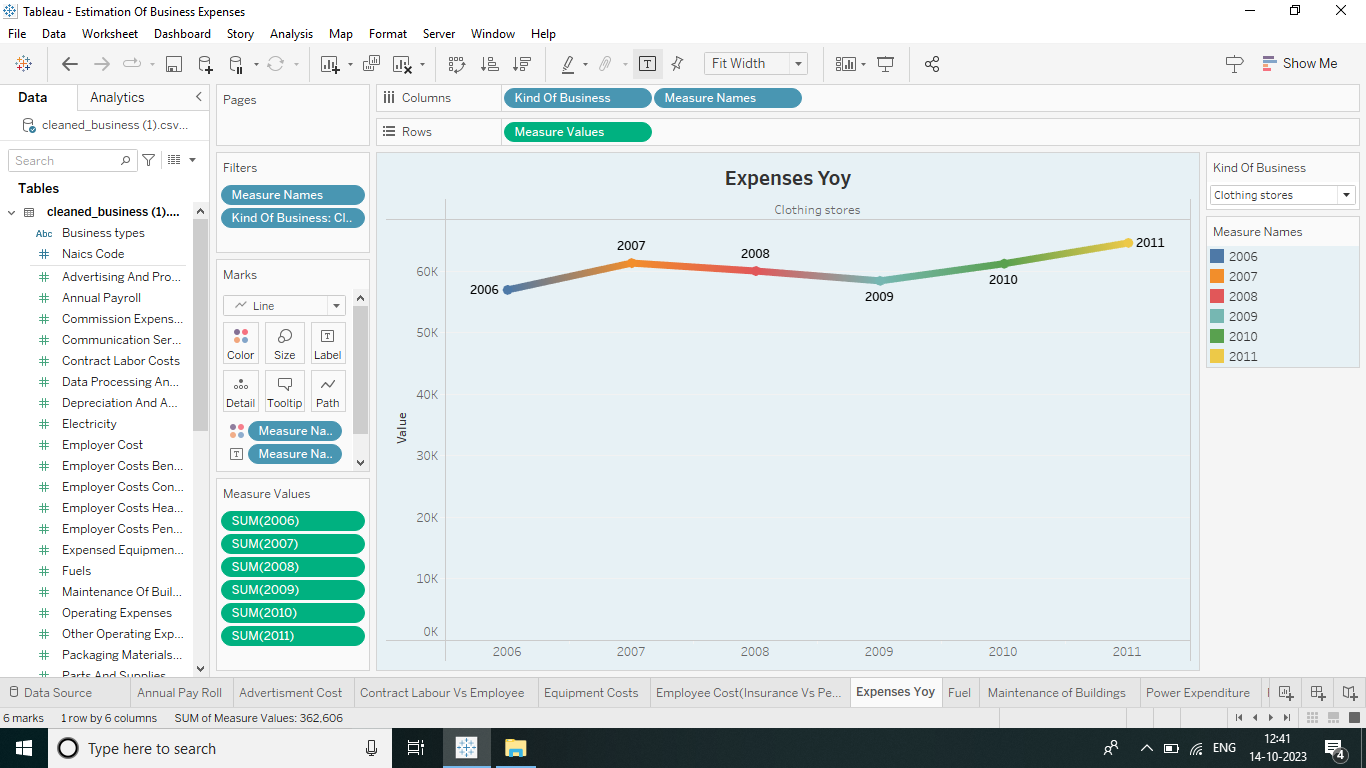 Tableau - Estimation Of Business Expenses
File Data Worksheet Dashboard Story Analysis Map Format Server Window Help
Fit Width
Show Me
Data Analytics
cleaned_business (1).csv...
Search
Tables
cleaned_business (1)....
Abc Business types
Naics Code
Advertising And Pro...
Annual Payroll
Commission Expens...
Communication Ser...
Contract Labor Costs
Data Processing An...
Depreciation And A...
Electricity
Employer Cost
Employer Costs Ben...
Employer Costs Con...
Employer Costs Hea...
Employer Costs Pen...
Expensed Equipmen...
Fuels
Maintenance Of Buil...
Operating Expenses
Other Operating Exp...
Packaging Materials...
Parts And Supplies
Pages
Filters
Measure Names
Kind Of Business: Cl..
Marks
Line
Color Size Label
Detail Tooltip Path
Measure Na..
Measure Na..
Measure Values
SUM(2006)
SUM(2007)
SUM(2008)
SUM(2009)
SUM(2010)
SUM(2011)
Columns Kind Of Business Measure Names
Rows Measure Values
Expenses Yoy
Clothing stores
Value
60K
50K
40K
30K
20K
10K
0K
2006
2007
2008
2009
2010
2011
2006 2007 2008 2009 2010 2011
Kind Of Business
Clothing stores
Measure Names
2006
2007
2008
2009
2010
2011
Data Source Annual Pay Roll Advertisment Cost Contract Labour Vs Employee Equipment Costs Employee Cost(Insurance Vs Pe... Expenses Yoy Fuel Maintenance of Buildings Power Expenditure
6 marks 1 row by 6 columns SUM of Measure Values: 362,606
Type here to search
ENG
12:41
14-10-2023
4